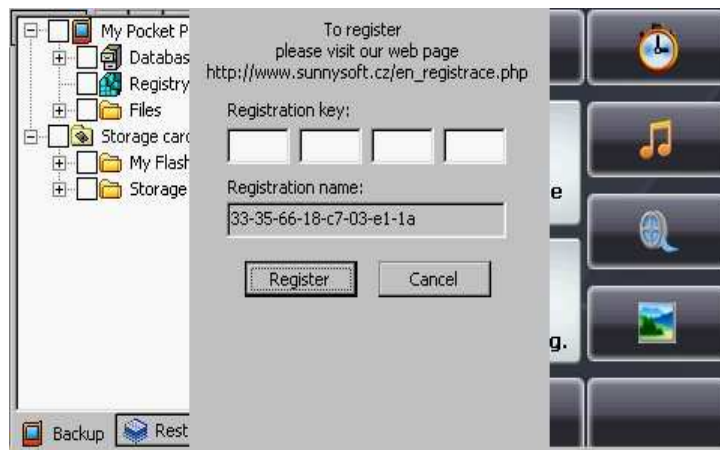 To register
please visit our web page
http://www.sunnysoft.cz/en_registrace.php
Registration key:
Registration name:
33-35-66-18-c7-03-e1-1a
Register
Cancel
My Pocket P
Databas
Registry
Files
Storage card
My Flash
Storage
Backup
Rest
e
g.